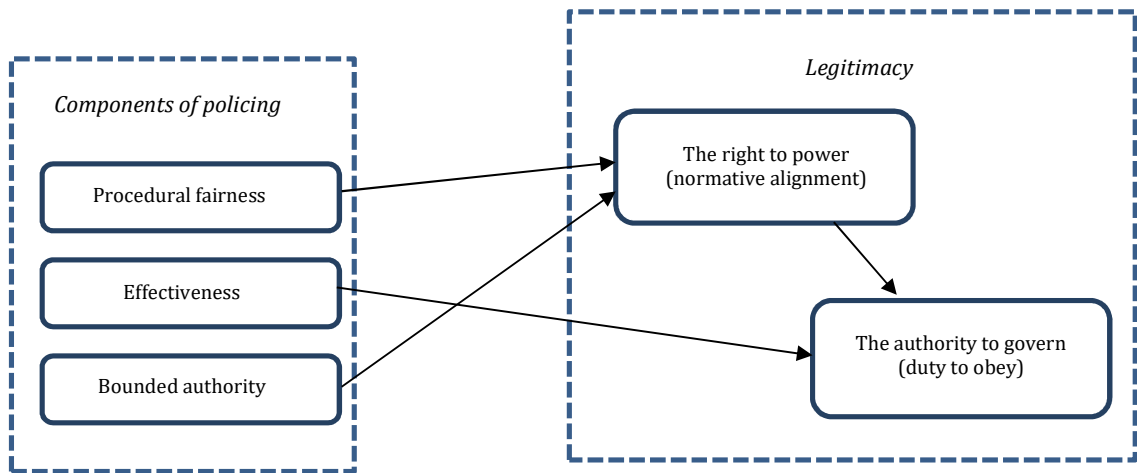 Components of policing
Procedural fairness
Effectiveness
Bounded authority
Legitimacy
The right to power
(normative alignment)
The authority to govern
(duty to obey)